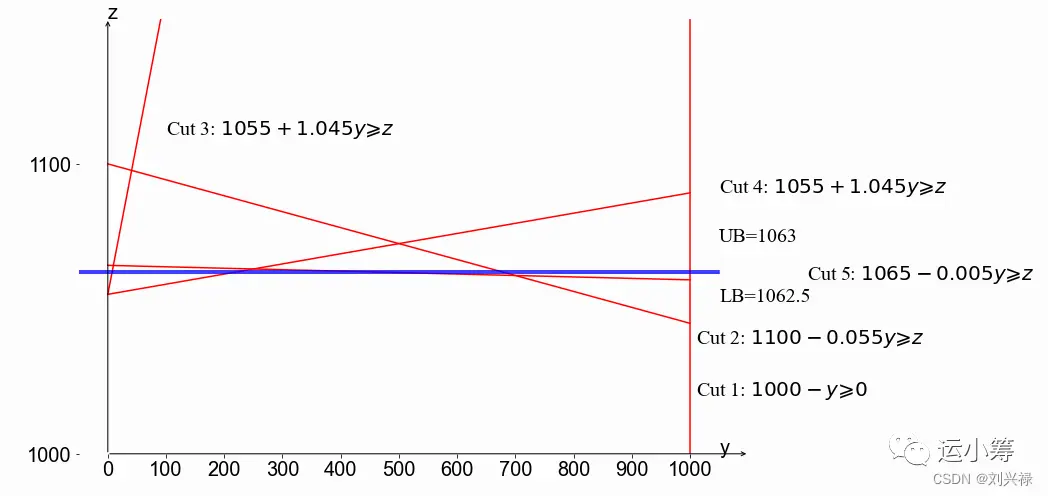 z
Cut 3: 1055 + 1.045y⩾z
1100
Cut 4: 1055 + 1.045y⩾z
UB=1063
Cut 5: 1065 − 0.005y⩾z
LB=1062.5
Cut 2: 1100 − 0.055y⩾z
Cut 1: 1000 − y⩾0
y
1000
0 100 200 300 400 500 600 700 800 900 1000
运小筹
CSDN @刘兴禄